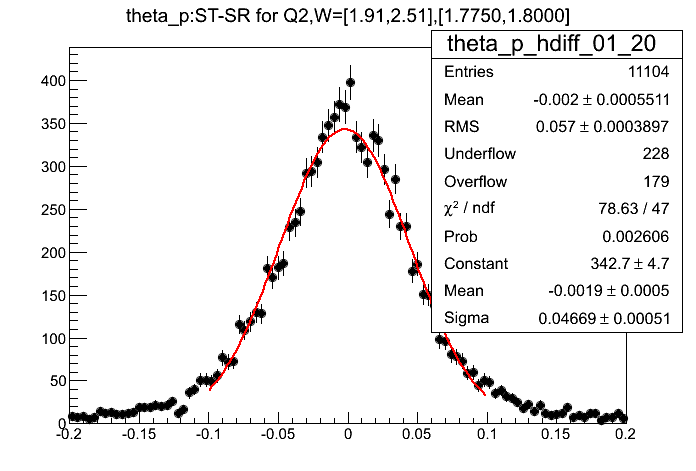 theta_p:ST-SR for Q2,W=[1.91,2.51],[1.7750,1.8000]
theta_p_hdiff_01_20
Entries 11104
Mean -0.002 ± 0.0005511
RMS 0.057 ± 0.0003897
Underflow 228
Overflow 179
χ² / ndf 78.63 / 47
Prob 0.002606
Constant 342.7 ± 4.7
Mean -0.0019 ± 0.0005
Sigma 0.04669 ± 0.00051
400
350
300
250
200
150
100
50
0
-0.2 -0.15 -0.1 -0.05 0 0.05 0.1 0.15 0.2